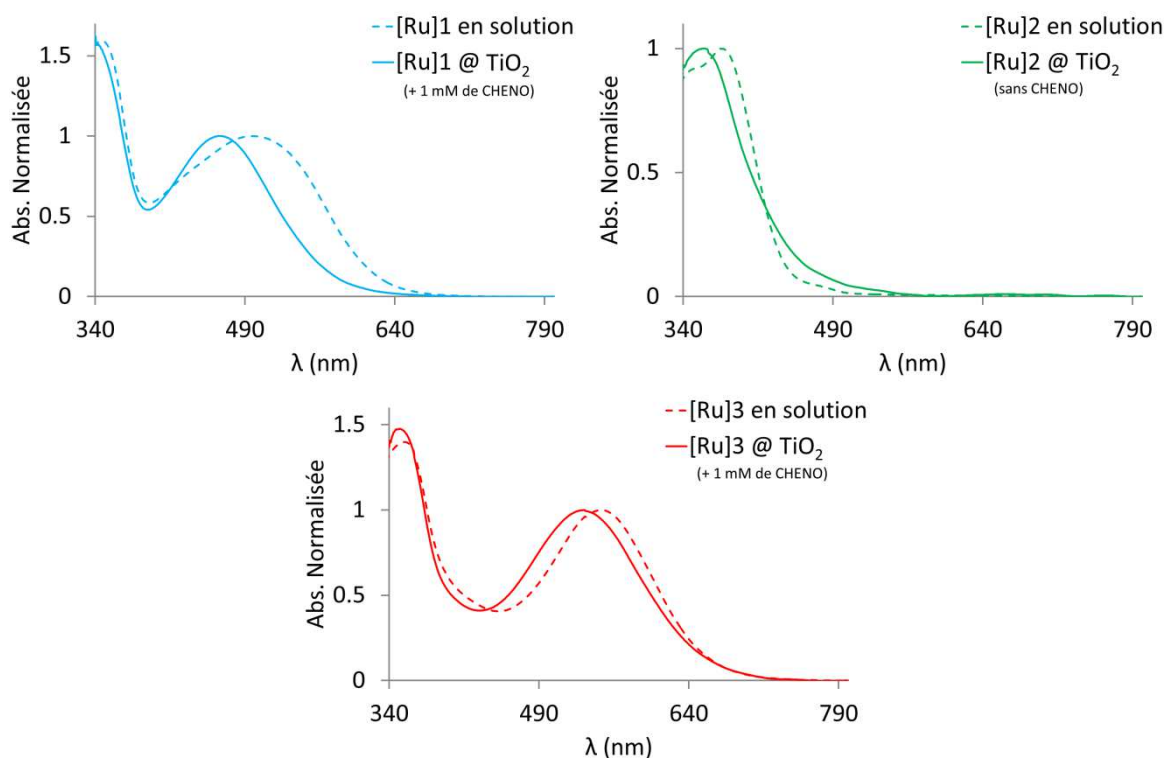 [Ru]1 en solution
[Ru]1 @ TiO₂
(+ 1 mM de CHENO)
1.5
1
0.5
0
Abs. Normalisée
340 490 640 790
λ (nm)
[Ru]2 en solution
[Ru]2 @ TiO₂
(sans CHENO)
1
0.5
0
Abs. Normalisée
340 490 640 790
λ (nm)
[Ru]3 en solution
[Ru]3 @ TiO₂
(+ 1 mM de CHENO)
1.5
1
0.5
0
Abs. Normalisée
340 490 640 790
λ (nm)